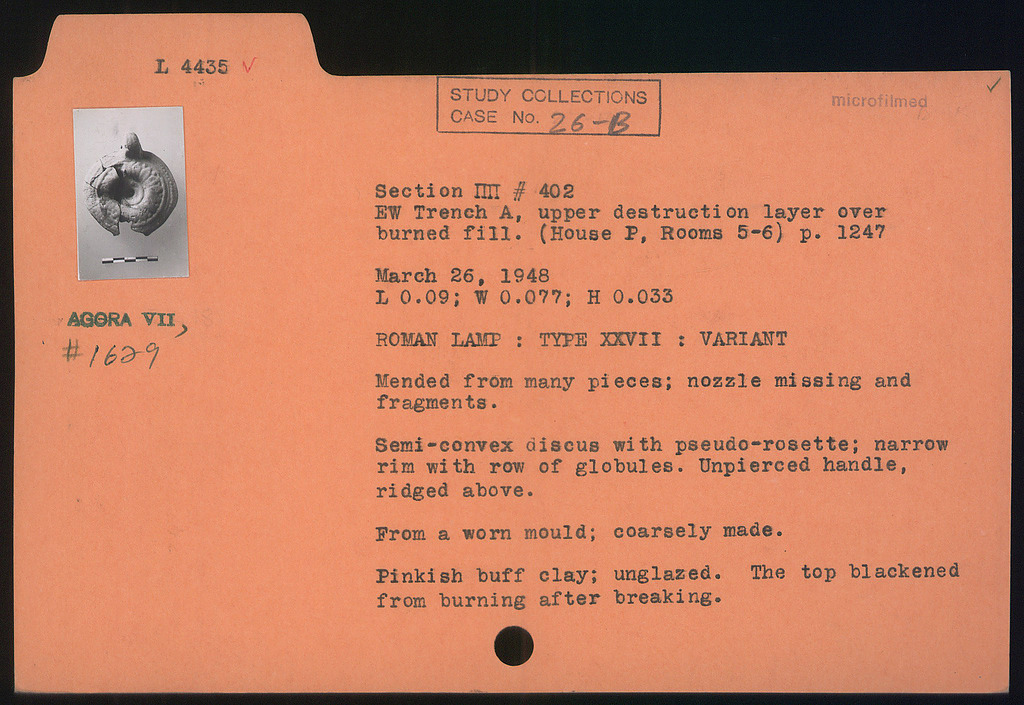 L 4435 ✓
STUDY COLLECTIONS
CASE No. 26-B
microfilmed ✓
Section ΠΠ # 402
EW Trench A, upper destruction layer over
burned fill. (House P, Rooms 5-6) p. 1247
March 26, 1948
L 0.09; W 0.077; H 0.033
ROMAN LAMP : TYPE XXVII : VARIANT
Mended from many pieces; nozzle missing and
fragments.
Semi-convex discus with pseudo-rosette; narrow
rim with row of globules. Unpierced handle,
ridged above.
From a worn mould; coarsely made.
Pinkish buff clay; unglazed. The top blackened
from burning after breaking.
AGORA VII,
#1629